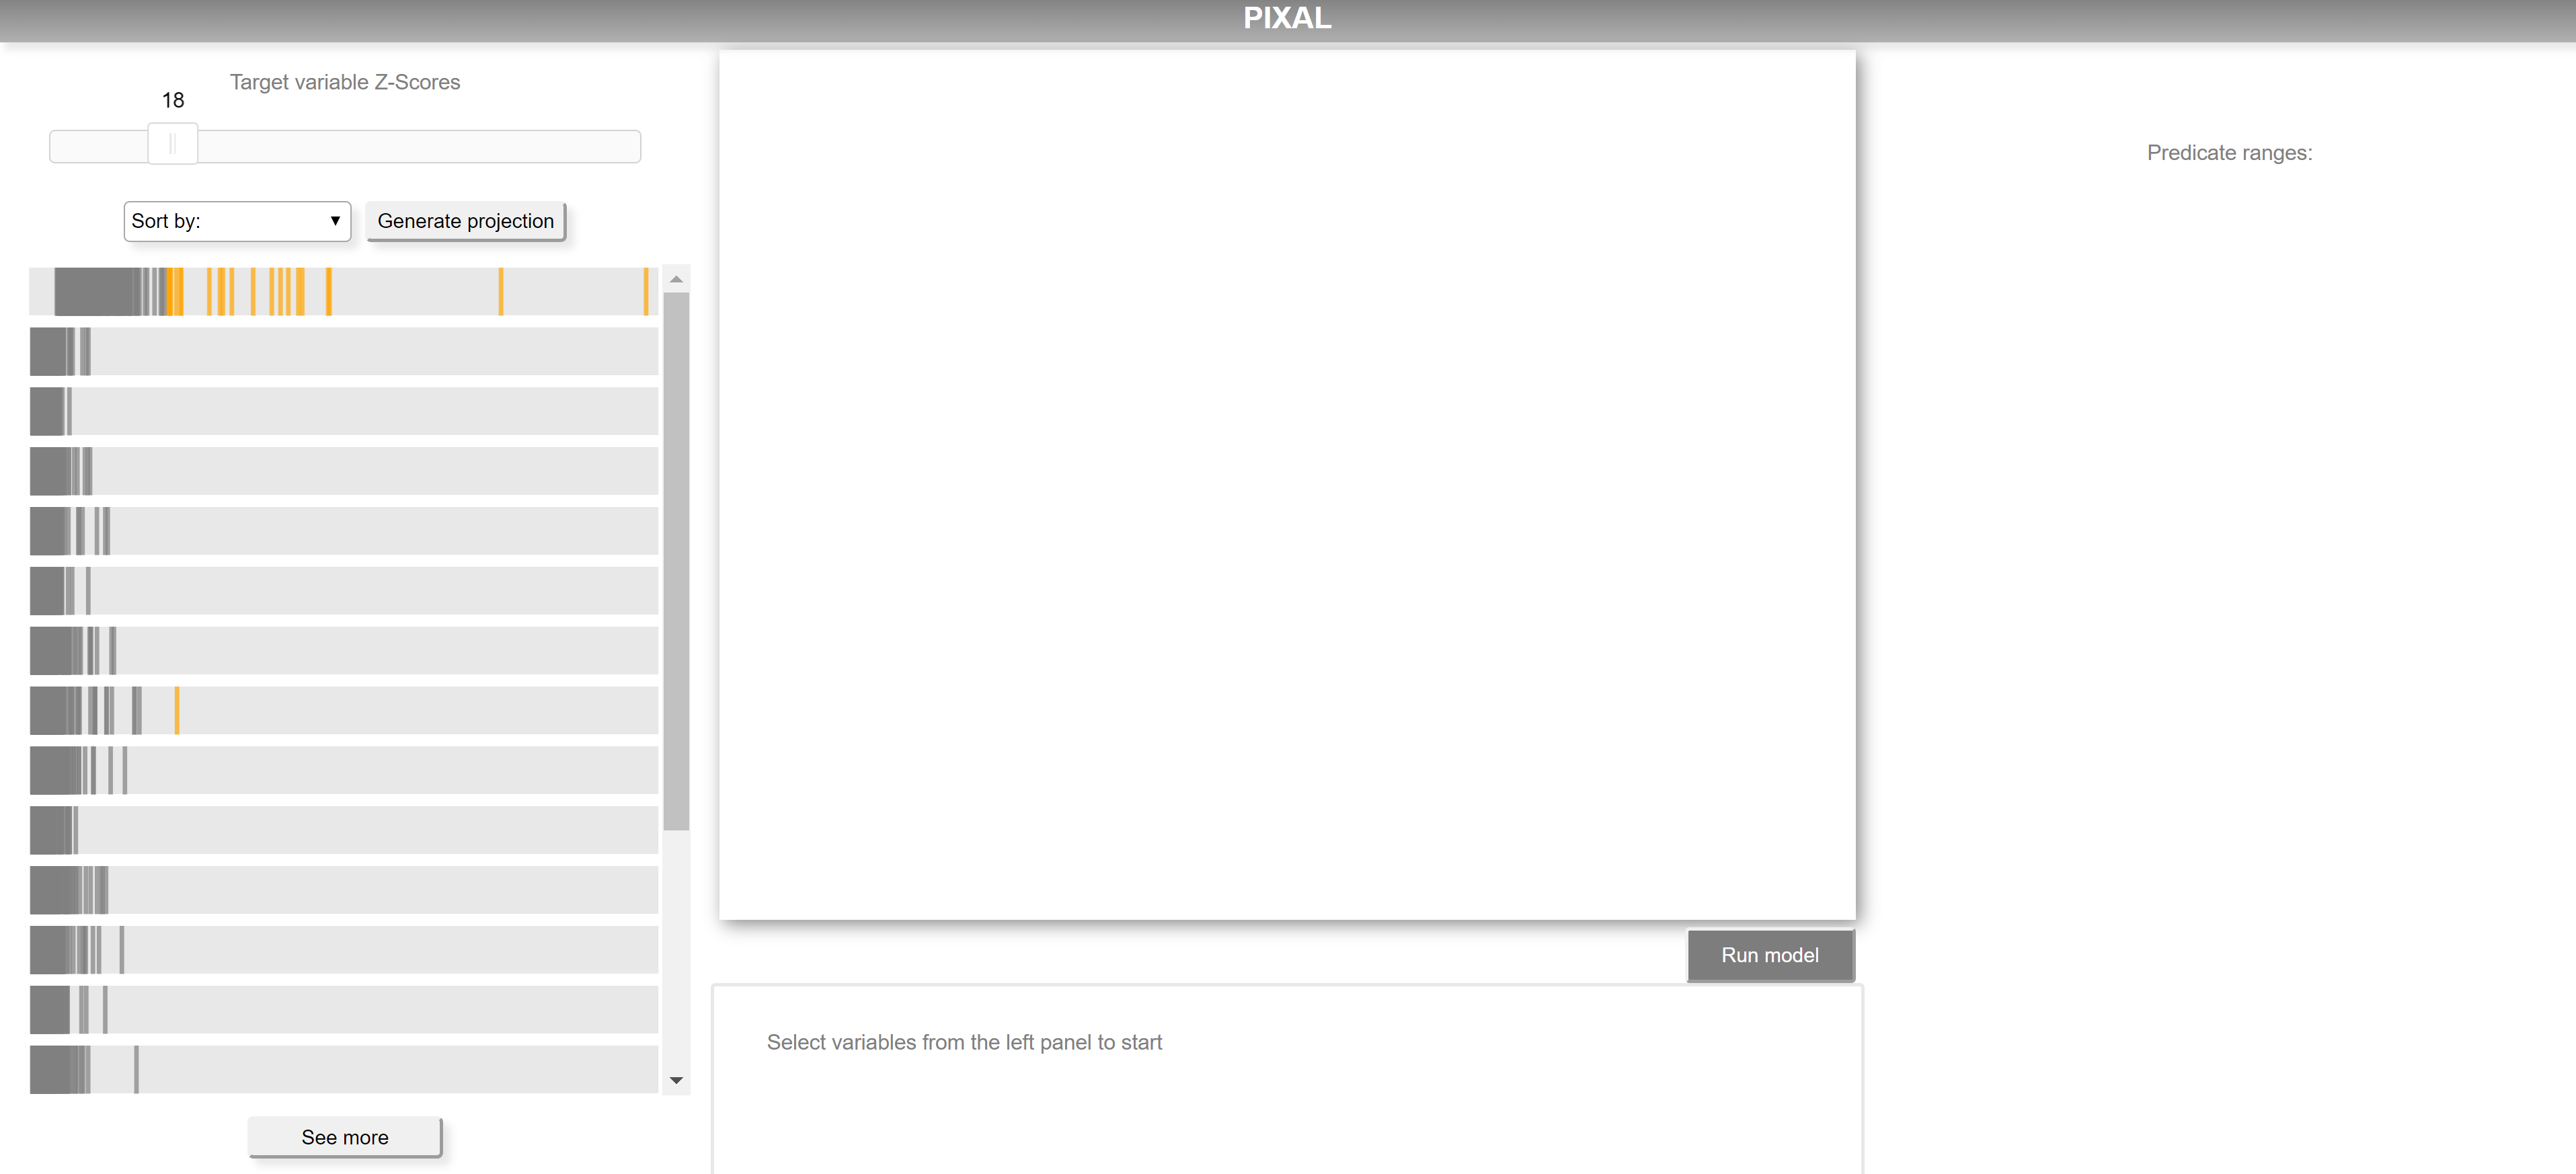 PIXAL
Target variable Z-Scores
18
Sort by:
Generate projection
See more
Run model
Select variables from the left panel to start
Predicate ranges: